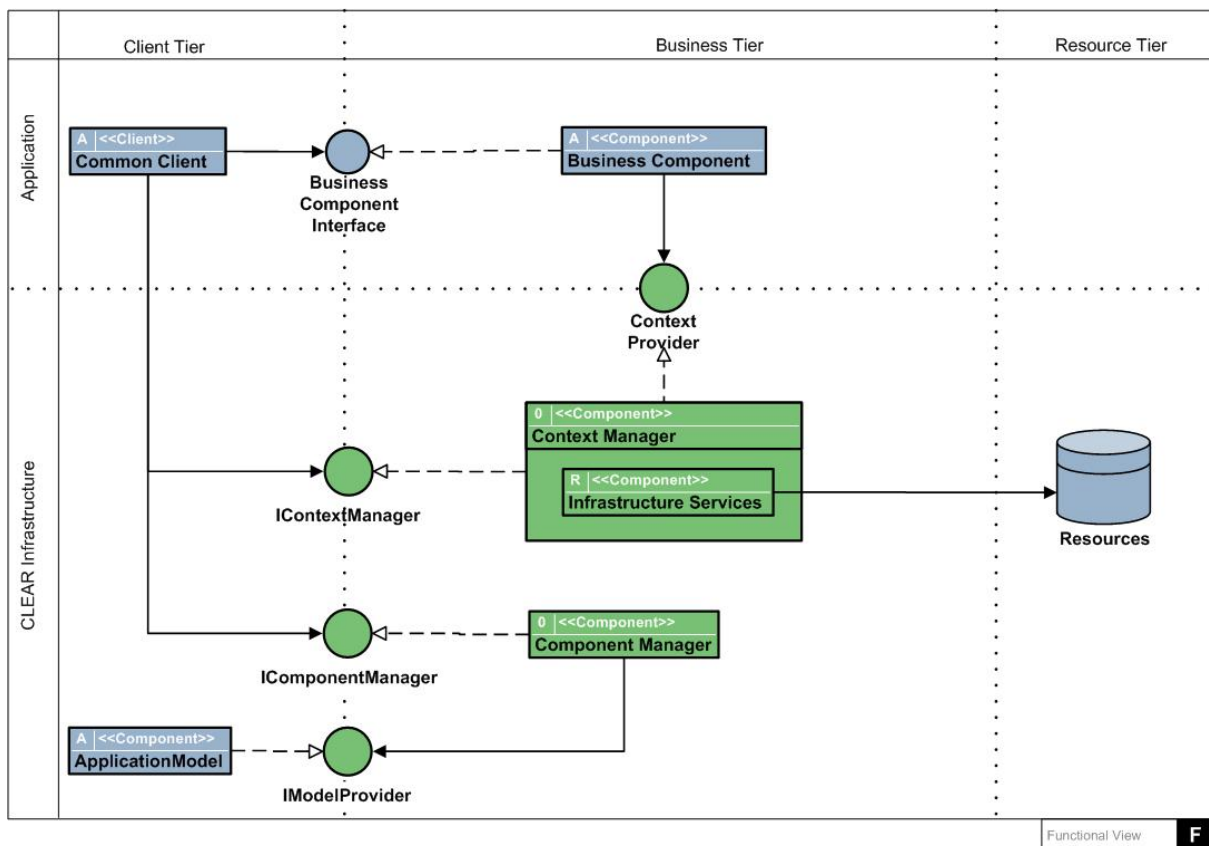 Client Tier
Business Tier
Resource Tier
Application
A <<Client>>
Common Client
Business
Component
Interface
A <<Component>>
Business Component
Context
Provider
CLEAR Infrastructure
0 <<Component>>
Context Manager
R <<Component>>
Infrastructure Services
IContextManager
Resources
0 <<Component>>
Component Manager
IComponentManager
A <<Component>>
ApplicationModel
IModelProvider
Functional View F